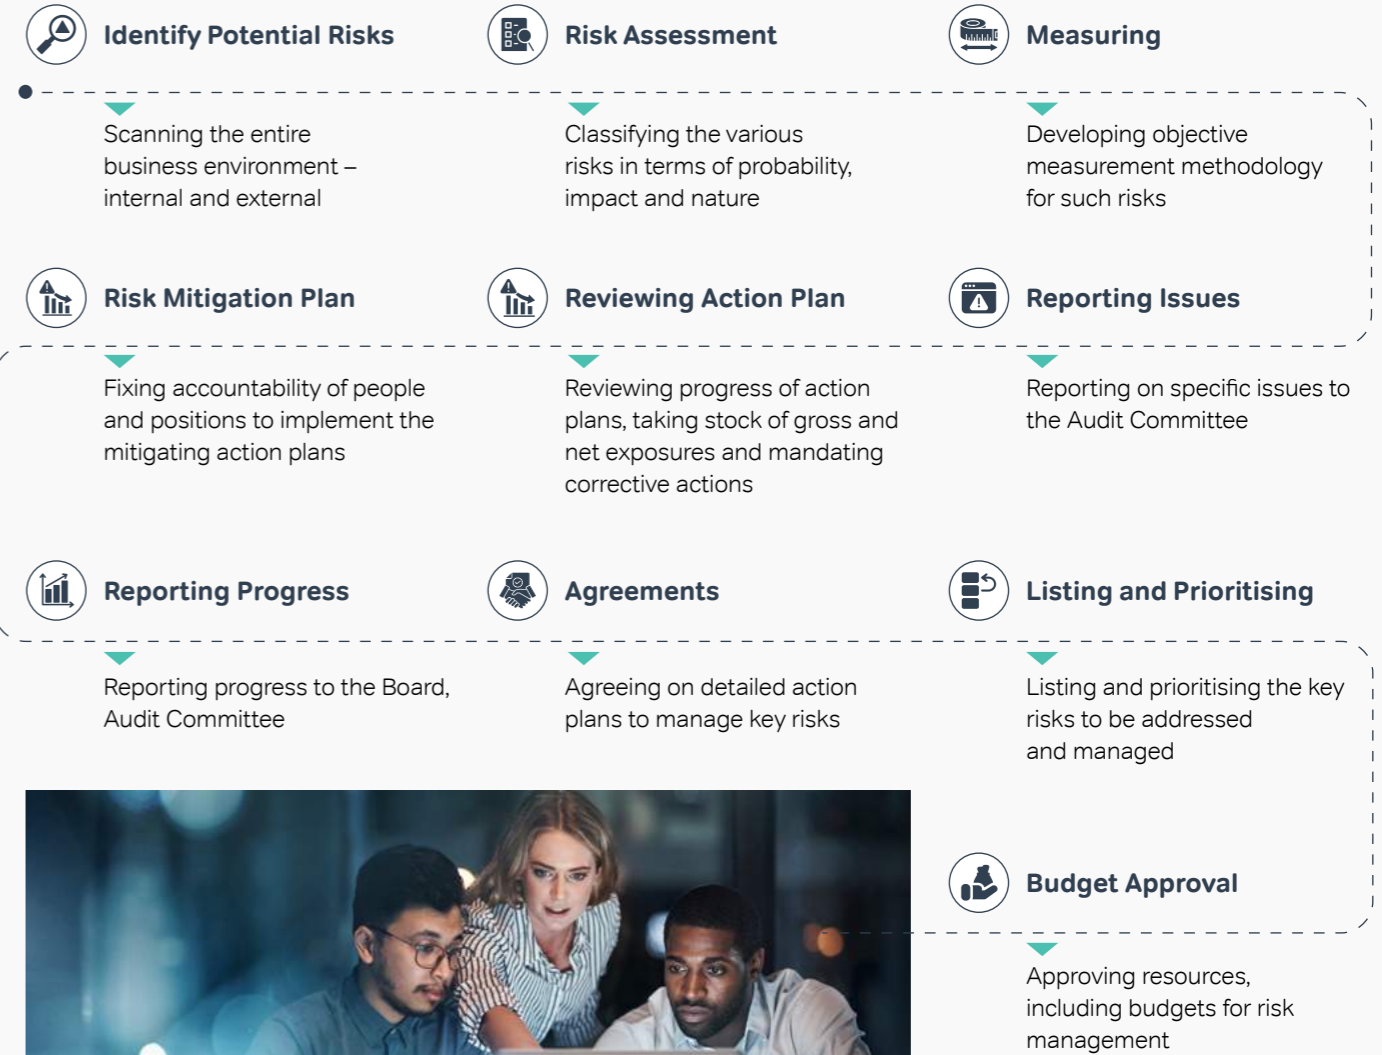 Identify Potential Risks
Scanning the entire
business environment –
internal and external
Risk Assessment
Classifying the various
risks in terms of probability,
impact and nature
Measuring
Developing objective
measurement methodology
for such risks
Risk Mitigation Plan
Fixing accountability of people
and positions to implement the
mitigating action plans
Reviewing Action Plan
Reviewing progress of action
plans, taking stock of gross and
net exposures and mandating
corrective actions
Reporting Issues
Reporting on specific issues to
the Audit Committee
Reporting Progress
Reporting progress to the Board,
Audit Committee
Agreements
Agreeing on detailed action
plans to manage key risks
Listing and Prioritising
Listing and prioritising the key
risks to be addressed
and managed
Budget Approval
Approving resources,
including budgets for risk
management